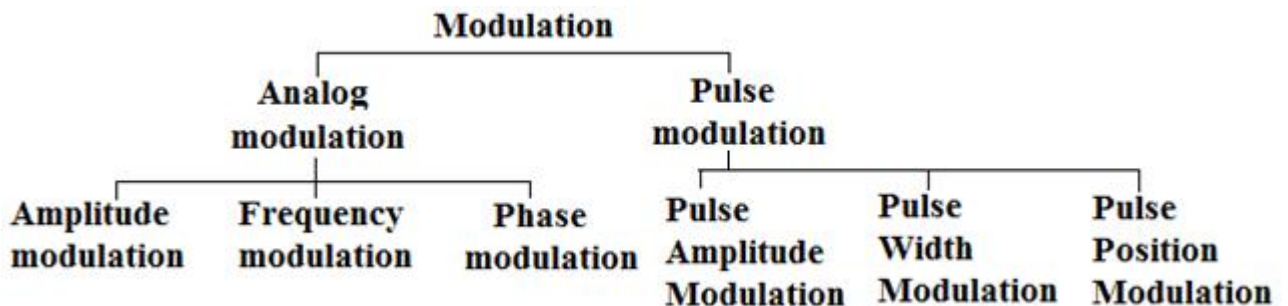 Modulation
Analog
modulation
Pulse
modulation
Amplitude
modulation
Frequency
modulation
Phase
modulation
Pulse
Amplitude
Modulation
Pulse
Width
Modulation
Pulse
Position
Modulation